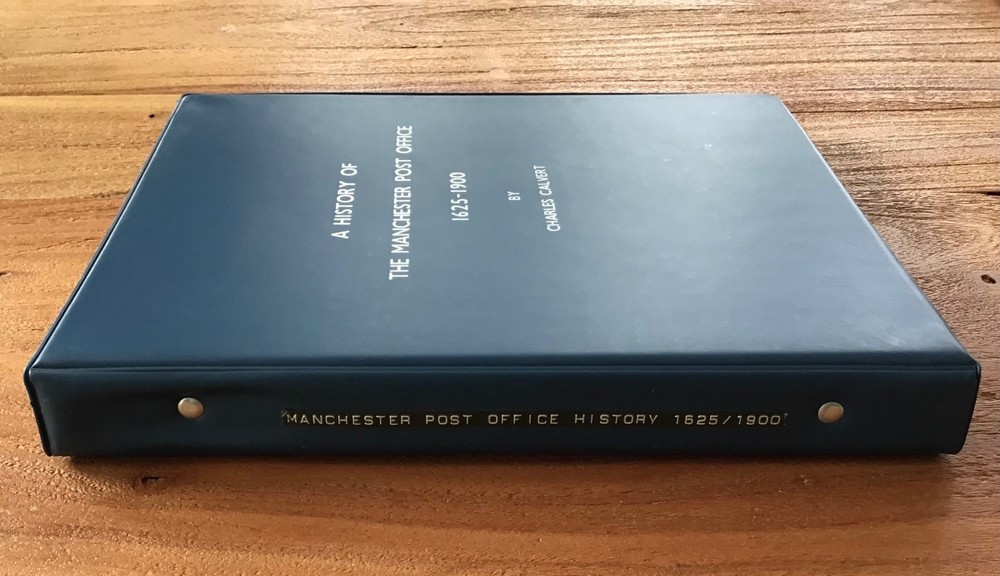 A HISTORY OF
THE MANCHESTER POST OFFICE
1625-1900
BY
CHARLES CALVERT
MANCHESTER POST OFFICE HISTORY 1625/1900